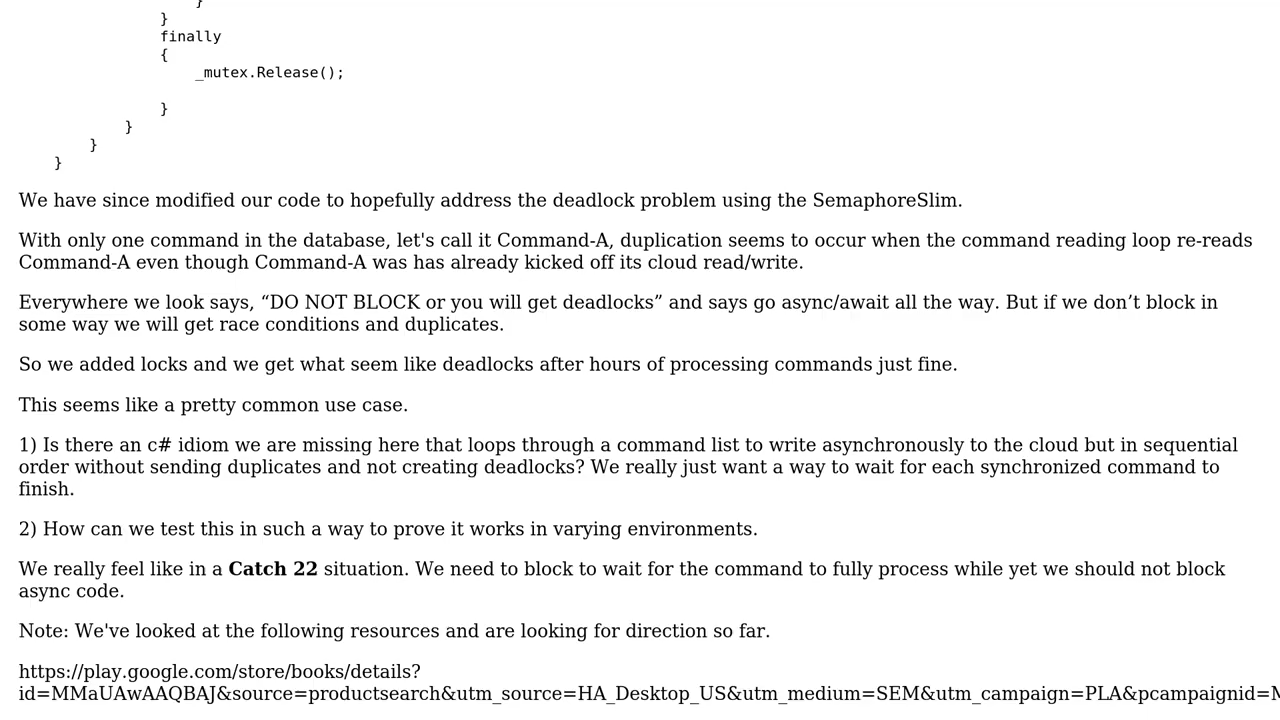 }
}
finally
{
_mutex.Release();
}
}
}
}
We have since modified our code to hopefully address the deadlock problem using the SemaphoreSlim.
With only one command in the database, let's call it Command-A, duplication seems to occur when the command reading loop re-reads
Command-A even though Command-A was has already kicked off its cloud read/write.
Everywhere we look says, “DO NOT BLOCK or you will get deadlocks” and says go async/await all the way. But if we don’t block in
some way we will get race conditions and duplicates.
So we added locks and we get what seem like deadlocks after hours of processing commands just fine.
This seems like a pretty common use case.
1) Is there an c# idiom we are missing here that loops through a command list to write asynchronously to the cloud but in sequential
order without sending duplicates and not creating deadlocks? We really just want a way to wait for each synchronized command to
finish.
2) How can we test this in such a way to prove it works in varying environments.
We really feel like in a Catch 22 situation. We need to block to wait for the command to fully process while yet we should not block
async code.
Note: We've looked at the following resources and are looking for direction so far.
https://play.google.com/store/books/details?
id=MMaUAwAAQBAJ&source=productsearch&utm_source=HA_Desktop_US&utm_medium=SEM&utm_campaign=PLA&pcampaignid=M